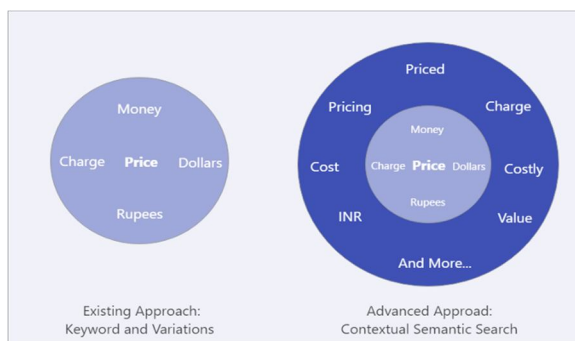 Money
Charge Price Dollars
Rupees
Existing Approach:
Keyword and Variations
Priced
Pricing
Charge
Money
Cost
Charge Price Dollars
Costly
Rupees
INR
Value
And More...
Advanced Approad:
Contextual Semantic Search